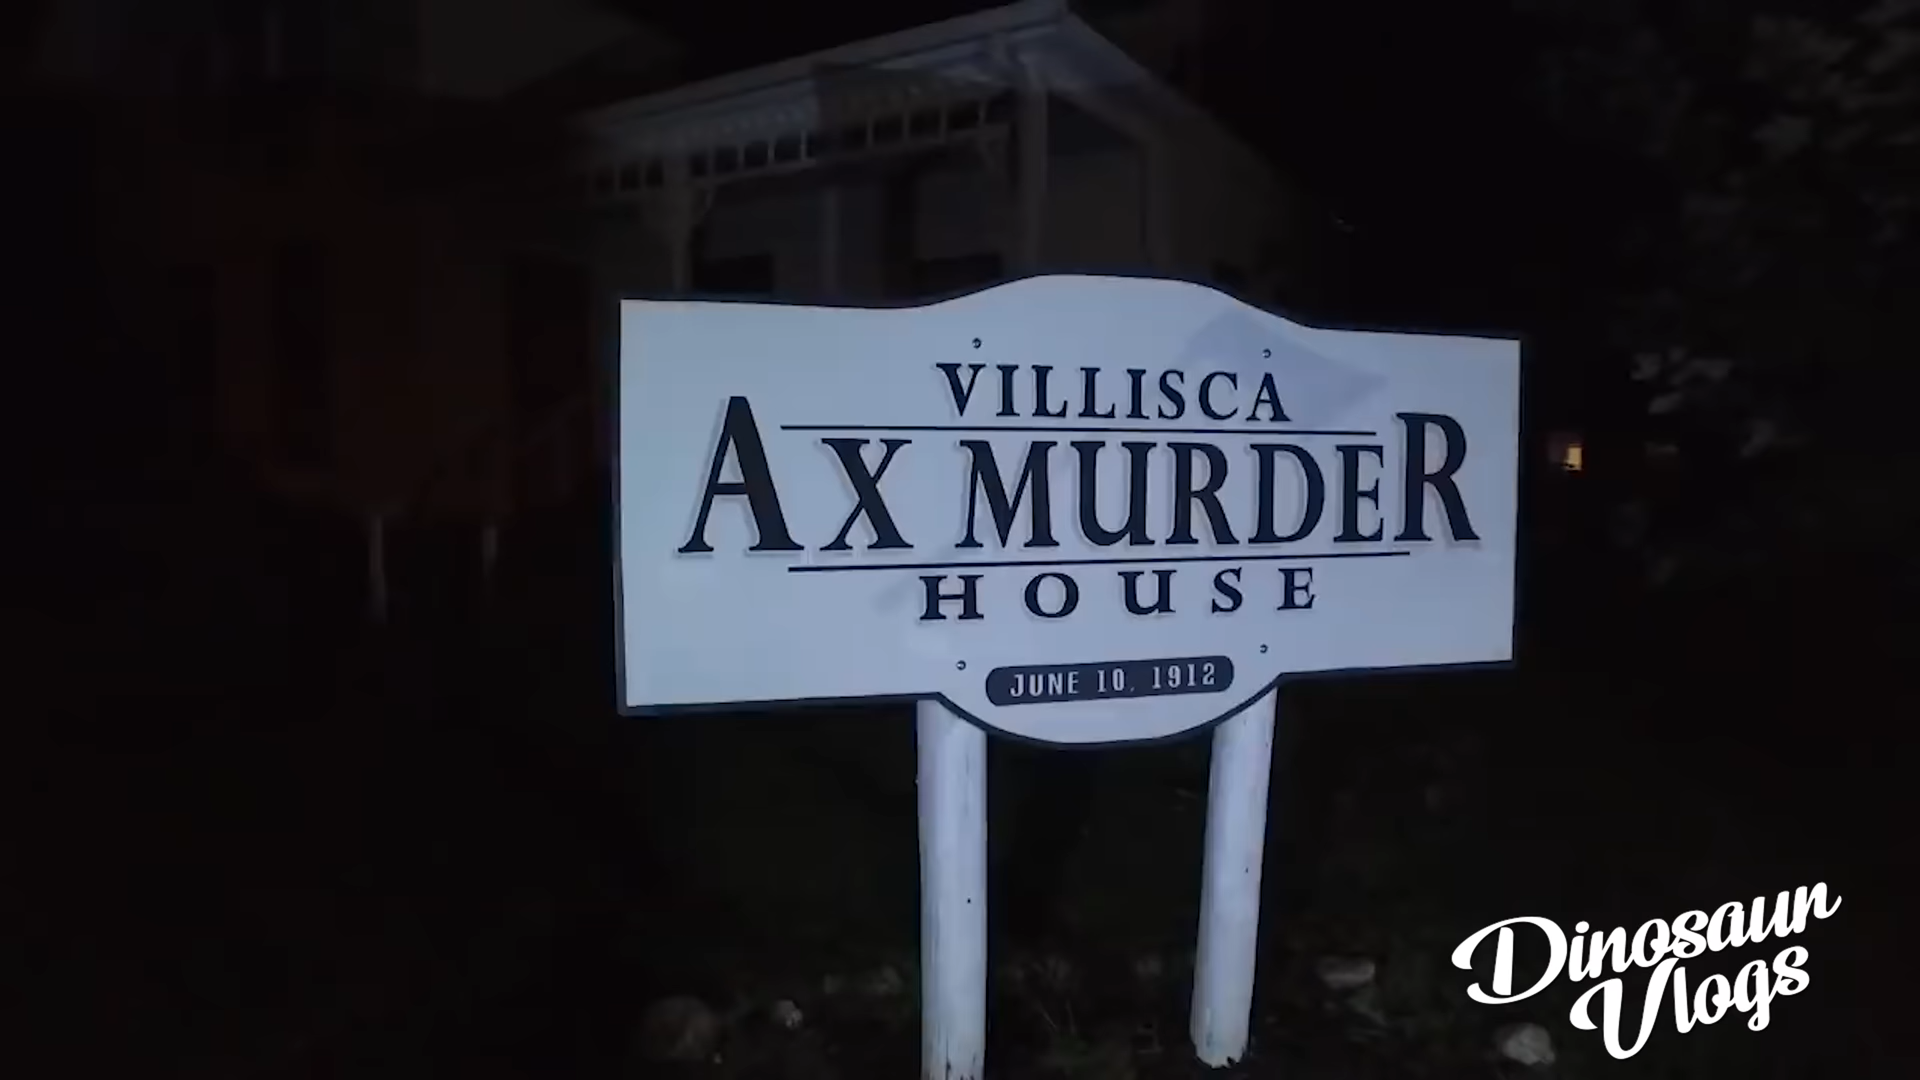 VILLISCA
AX MURDER
HOUSE
JUNE 10, 1912
Dinosaur
Vlogs